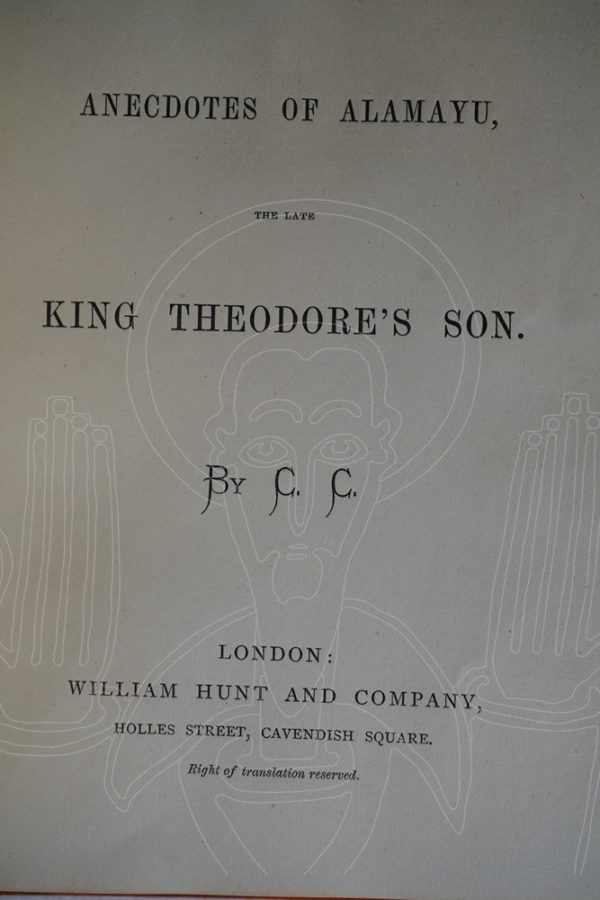 ANECDOTES OF ALAMAYU,
THE LATE
KING THEODORE'S SON.
BY C. C.
LONDON:
WILLIAM HUNT AND COMPANY,
HOLLES STREET, CAVENDISH SQUARE.
Right of translation reserved.